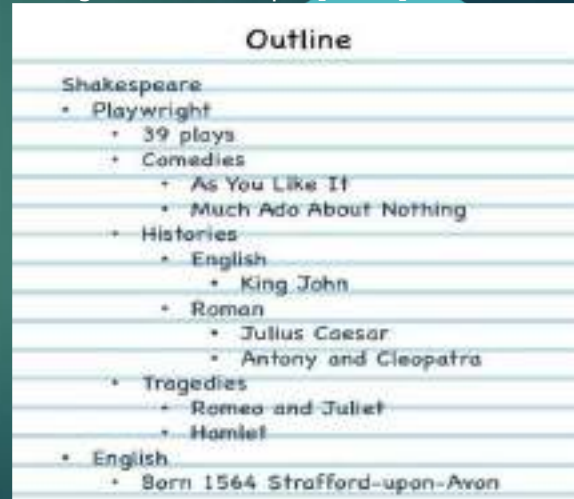 Outline
Shakespeare
• Playwright
• 39 plays
• Comedies
• As You Like It
• Much Ado About Nothing
• Histories
• English
• King John
• Roman
• Julius Caesar
• Antony and Cleopatra
• Tragedies
• Romeo and Juliet
• Hamlet
• English
• Born 1564 Strafford-upon-Avon